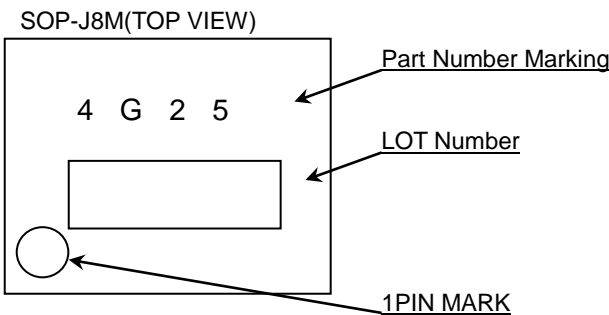 SOP-J8M(TOP VIEW)
Part Number Marking
4 G 2 5
LOT Number
1PIN MARK